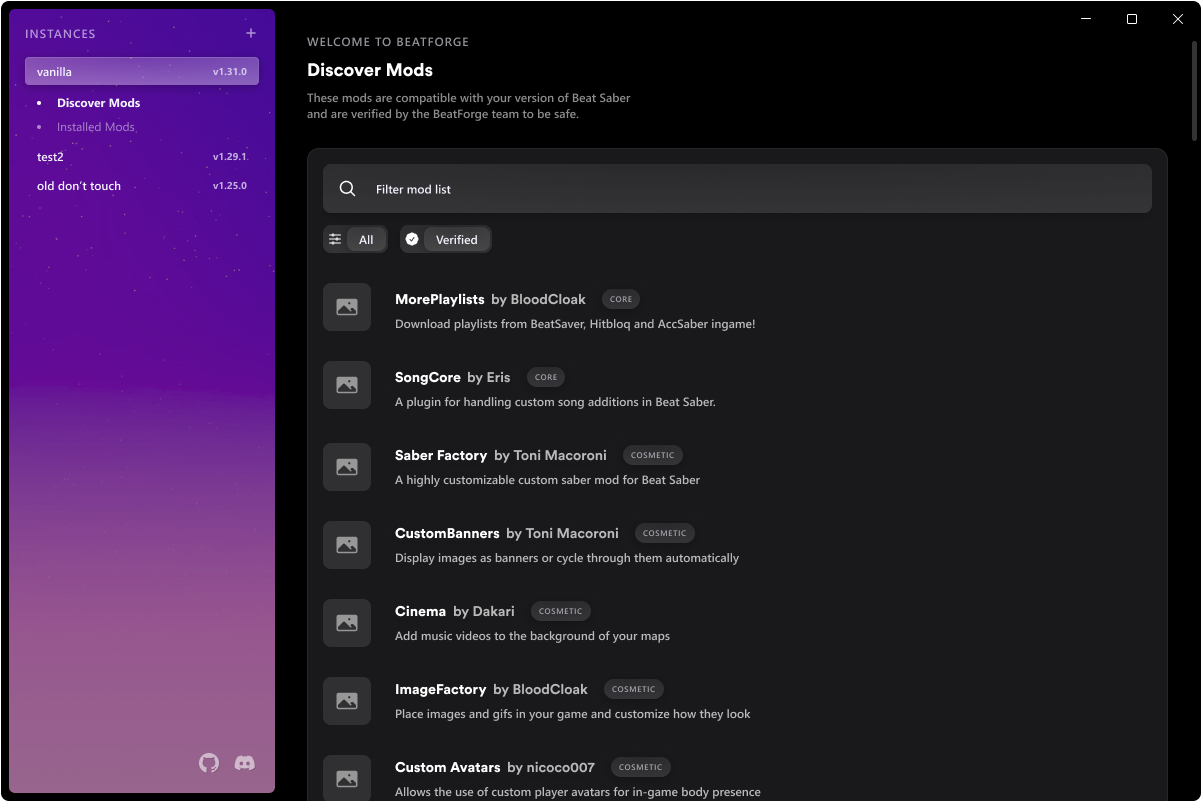 INSTANCES
vanilla v1.31.0
Discover Mods
Installed Mods
test2 v1.29.1
old don't touch v1.25.0
WELCOME TO BEATFORGE
Discover Mods
These mods are compatible with your version of Beat Saber
and are verified by the BeatForge team to be safe.
Filter mod list
All Verified
MorePlaylists by BloodCloak CORE
Download playlists from BeatSaver, Hitbloq and AccSaber ingame!
SongCore by Eris CORE
A plugin for handling custom song additions in Beat Saber.
Saber Factory by Toni Macoroni COSMETIC
A highly customizable custom saber mod for Beat Saber
CustomBanners by Toni Macoroni COSMETIC
Display images as banners or cycle through them automatically
Cinema by Dakari COSMETIC
Add music videos to the background of your maps
ImageFactory by BloodCloak COSMETIC
Place images and gifs in your game and customize how they look
Custom Avatars by nicoco007 COSMETIC
Allows the use of custom player avatars for in-game body presence